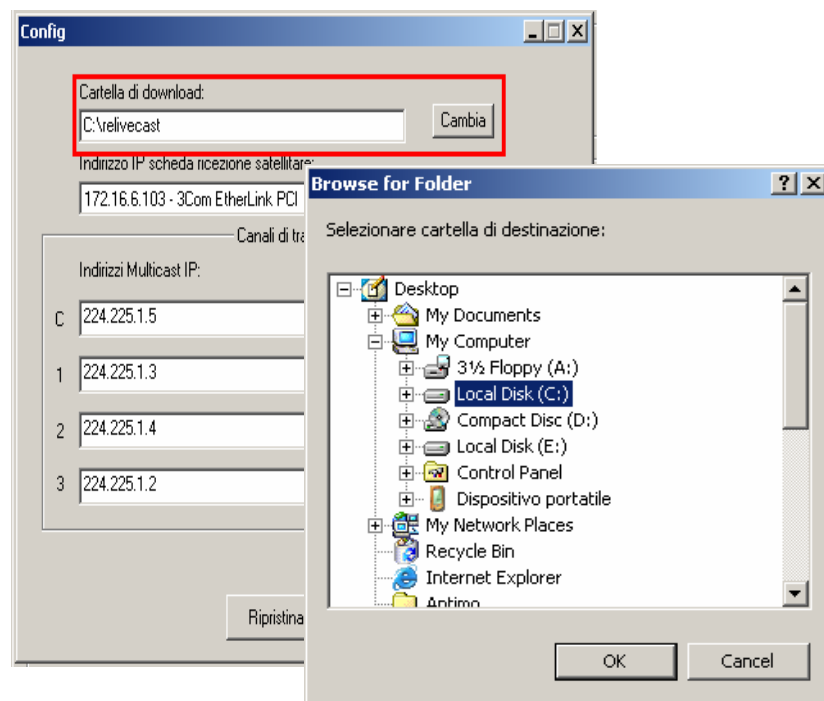 Config
Cartella di download:
C:\relivecast
Cambia
Indirizzo IP scheda ricezione satellitare:
172.16.6.103 - 3Com EtherLink PCI
Canali di tra
Indirizzi Multicast IP:
C 224.225.1.5
1 224.225.1.3
2 224.225.1.4
3 224.225.1.2
Ripristina
Browse for Folder
Selezionare cartella di destinazione:
Desktop
My Documents
My Computer
3½ Floppy (A:)
Local Disk (C:)
Compact Disc (D:)
Local Disk (E:)
Control Panel
Dispositivo portatile
My Network Places
Recycle Bin
Internet Explorer
Antimo
OK Cancel